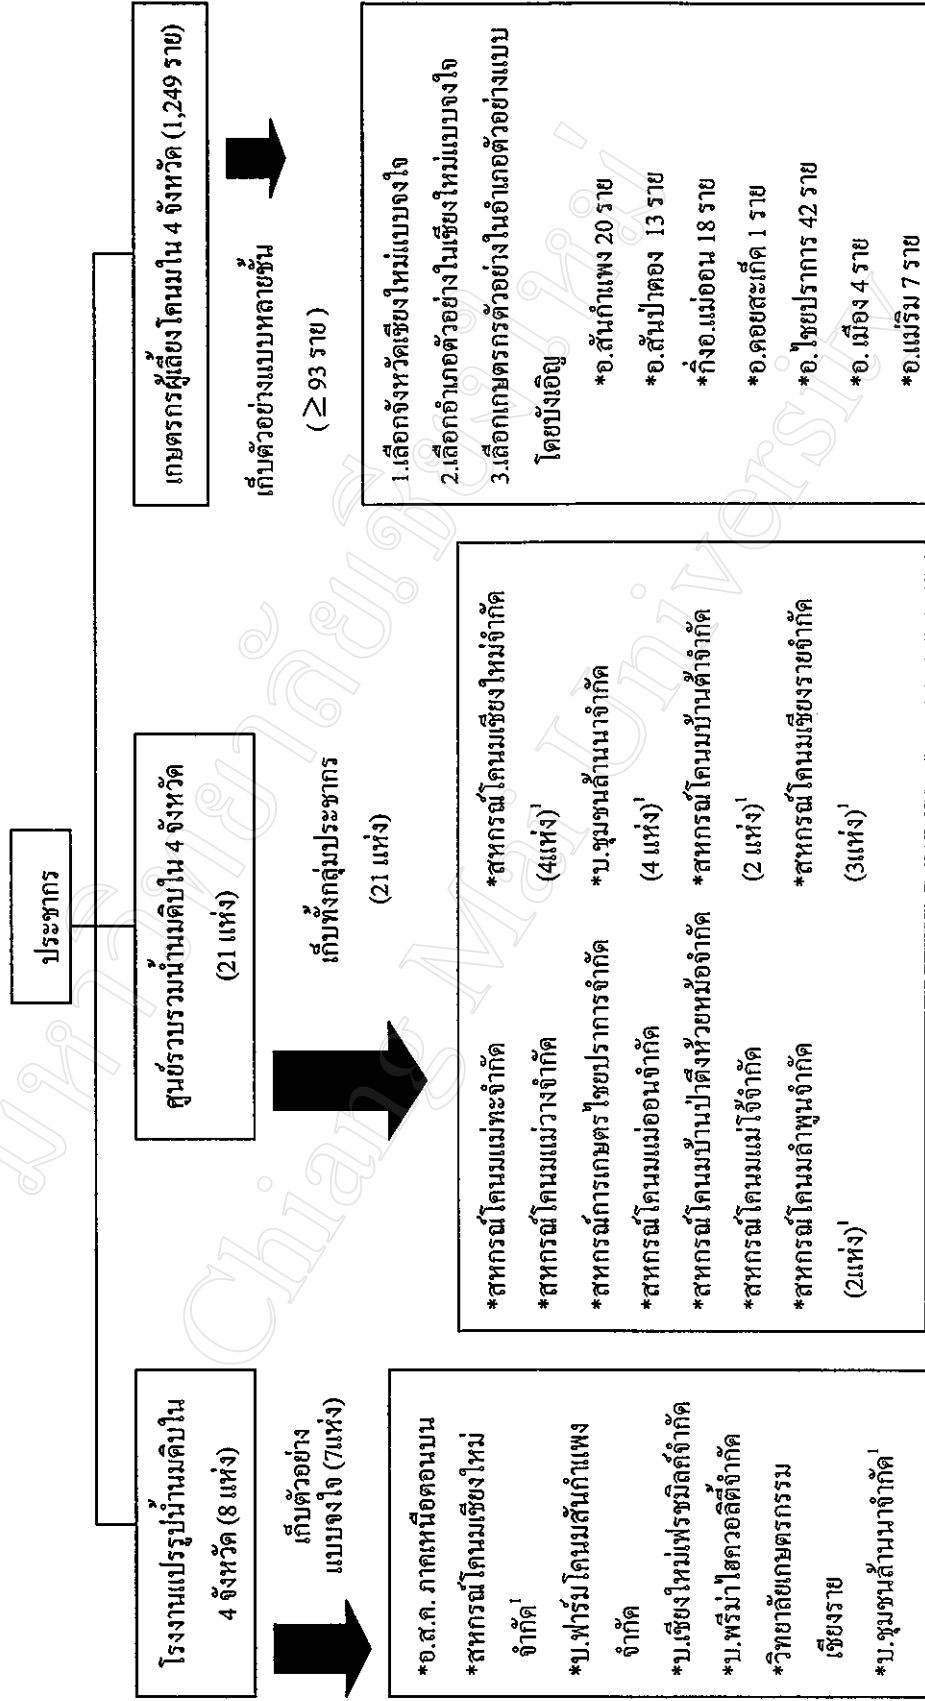 ประชากร
โรงงานแปรรูปน้ำนมดิบใน
4 จังหวัด (8 แห่ง)
เก็บตัวอย่าง
แบบจงใจ (7แห่ง)
*อ.ส.ค. ภาคเหนือตอนบน
*สหกรณ์โคนมเชียงใหม่
จำกัด¹
*บ.ฟาร์มโคนมสันกำแพง
จำกัด
*บ.เชียงใหม่เฟรชมิลค์จำกัด
*บ.พรีม่าไฮควอลิตี้จำกัด
*วิทยาลัยเกษตรกรรม
เชียงราย
*บ.ชุมชนล้านนาจำกัด¹
ศูนย์รวบรวมน้ำนมดิบใน 4 จังหวัด
(21 แห่ง)
เก็บทั้งกลุ่มประชากร
(21 แห่ง)
*สหกรณ์โคนมแม่ทะจำกัด
*สหกรณ์โคนมแม่วางจำกัด
*สหกรณ์การเกษตรไชยปราการจำกัด
*สหกรณ์โคนมแม่ออนจำกัด
*สหกรณ์โคนมบ้านป่าตึงห้วยหม้อจำกัด
*สหกรณ์โคนมแม่โจ้จำกัด
*สหกรณ์โคนมลำพูนจำกัด
(2แห่ง)¹
*สหกรณ์โคนมเชียงใหม่จำกัด
(4แห่ง)¹
*บ.ชุมชนล้านนาจำกัด
(4 แห่ง)¹
*สหกรณ์โคนมบ้านค้าจำกัด
(2 แห่ง)¹
*สหกรณ์โคนมเชียงรายจำกัด
(3แห่ง)¹
เกษตรกรผู้เลี้ยงโคนมใน 4 จังหวัด (1,249 ราย)
เก็บตัวอย่างแบบหลายชั้น
(≥ 93 ราย)
1.เลือกจังหวัดเชียงใหม่แบบจงใจ
2.เลือกอำเภอตัวอย่างในเชียงใหม่แบบจงใจ
3.เลือกเกษตรกรตัวอย่างในอำเภอตัวอย่างแบบ
โดยบังเอิญ
*อ.สันกำแพง 20 ราย
*อ.สันป่าตอง 13 ราย
*กิ่งอ.แม่ออน 18 ราย
*อ.ดอยสะเก็ด 1 ราย
*อ.ไชยปราการ 42 ราย
*อ. เมือง 4 ราย
*อ.แม่ริม 7 ราย
มหาวิทยาลัยเชียงใหม่
Chiang Mai University